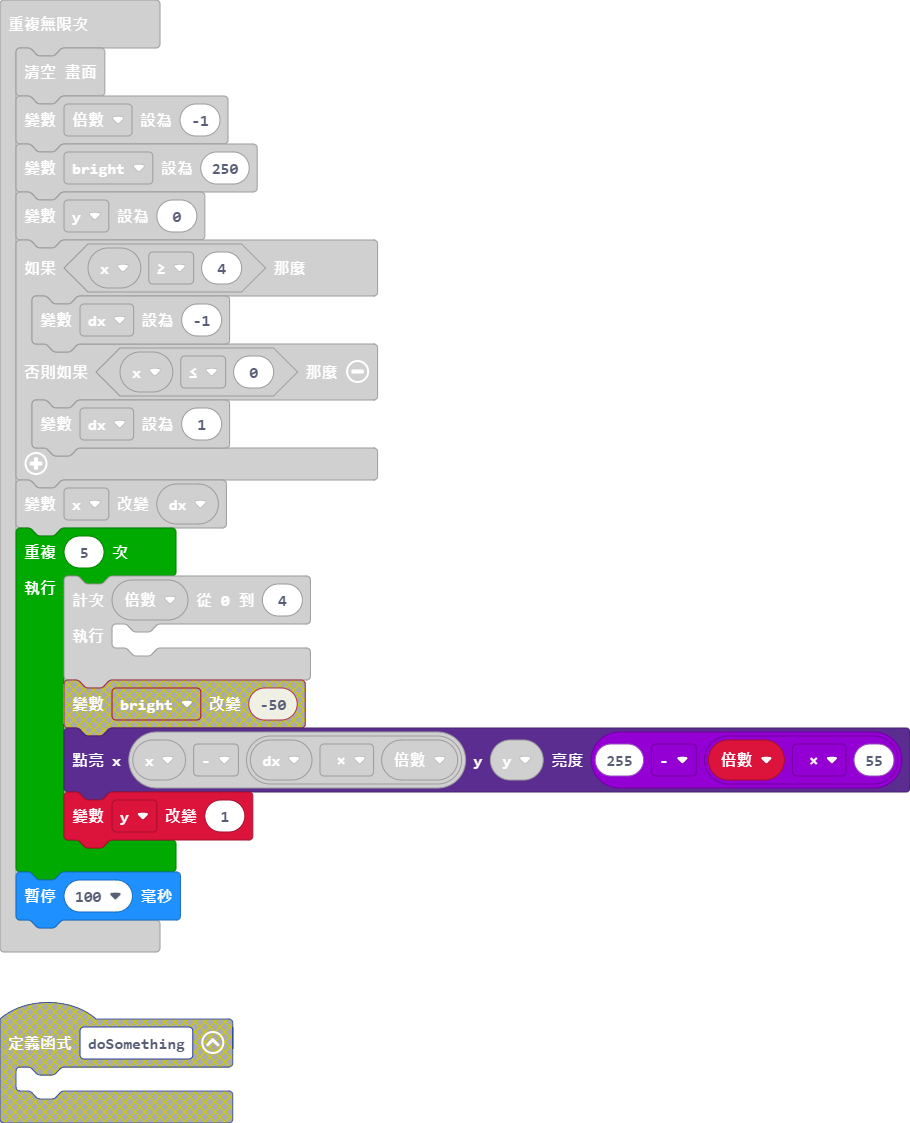 重複無限次
清空 畫面
變數 倍數 設為 -1
變數 bright 設為 250
變數 y 設為 0
如果 x ≥ 4 那麼
變數 dx 設為 -1
否則如果 x ≤ 0 那麼
變數 dx 設為 1
變數 x 改變 dx
重複 5 次
執行
計次 倍數 從 0 到 4
執行
變數 bright 改變 -50
點亮 x x - dx × 倍數 y y 亮度 255 - 倍數 × 55
變數 y 改變 1
暫停 100 毫秒
定義函式 doSomething